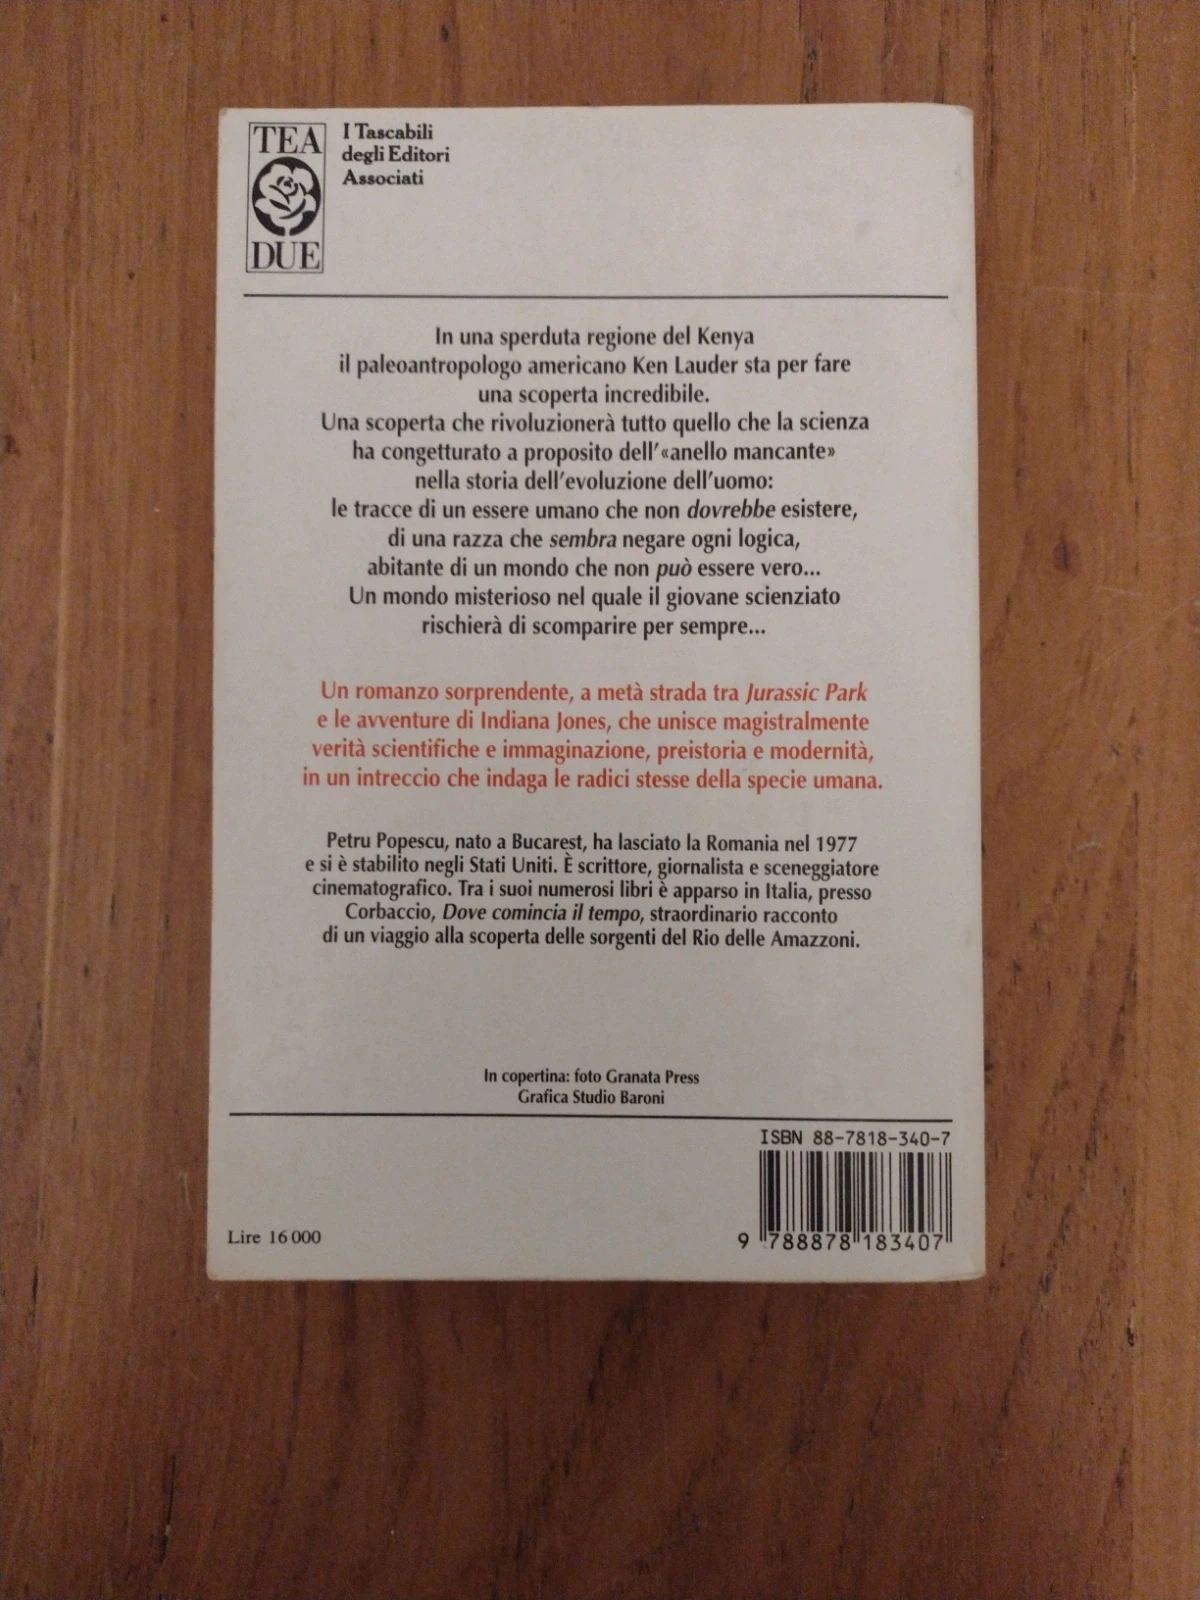 TEA
DUE
I Tascabili
degli Editori
Associati
In una sperduta regione del Kenya
il paleoantropologo americano Ken Lauder sta per fare
una scoperta incredibile.
Una scoperta che rivoluzionerà tutto quello che la scienza
ha congetturato a proposito dell'«anello mancante»
nella storia dell'evoluzione dell'uomo:
le tracce di un essere umano che non dovrebbe esistere,
di una razza che sembra negare ogni logica,
abitante di un mondo che non può essere vero...
Un mondo misterioso nel quale il giovane scienziato
rischierà di scomparire per sempre...
Un romanzo sorprendente, a metà strada tra Jurassic Park
e le avventure di Indiana Jones, che unisce magistralmente
verità scientifiche e immaginazione, preistoria e modernità,
in un intreccio che indaga le radici stesse della specie umana.
Petru Popescu, nato a Bucarest, ha lasciato la Romania nel 1977
e si è stabilito negli Stati Uniti. È scrittore, giornalista e sceneggiatore
cinematografico. Tra i suoi numerosi libri è apparso in Italia, presso
Corbaccio, Dove comincia il tempo, straordinario racconto
di un viaggio alla scoperta delle sorgenti del Rio delle Amazzoni.
In copertina: foto Granata Press
Grafica Studio Baroni
ISBN 88-7818-340-7
Lire 16 000
9 788878 183407